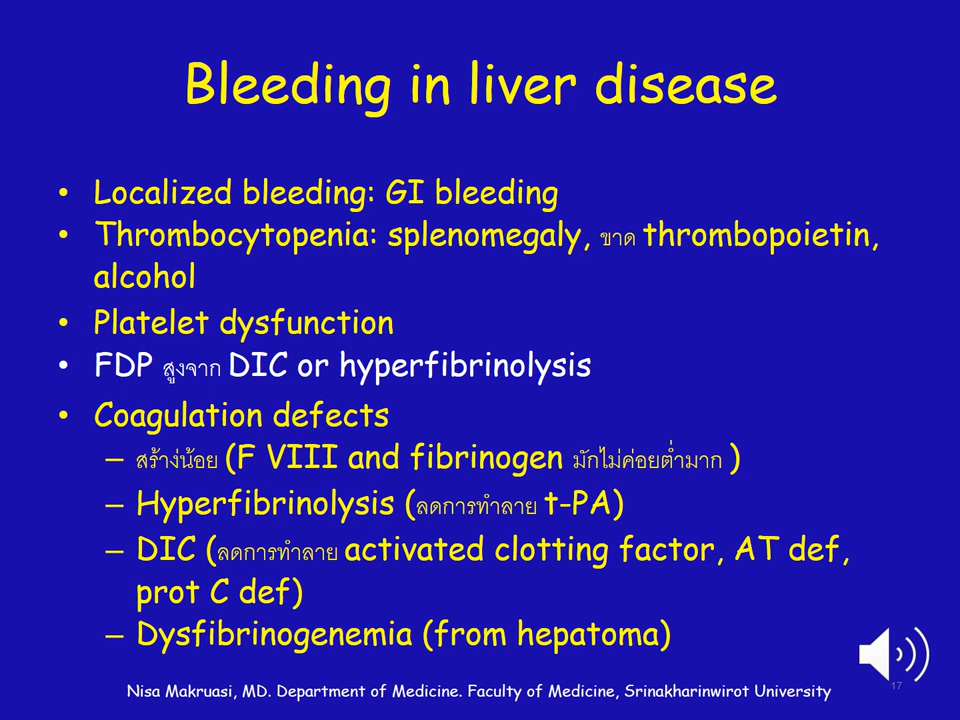 Bleeding in liver disease
• Localized bleeding: GI bleeding
• Thrombocytopenia: splenomegaly, ขาด thrombopoietin,
alcohol
• Platelet dysfunction
• FDP สูงจาก DIC or hyperfibrinolysis
• Coagulation defects
– สร้าง่น้อย (F VIII and fibrinogen มักไม่ค่อยต่ำมาก )
– Hyperfibrinolysis (ลดการทำลาย t-PA)
– DIC (ลดการทำลาย activated clotting factor, AT def,
prot C def)
– Dysfibrinogenemia (from hepatoma)
Nisa Makruasi, MD. Department of Medicine. Faculty of Medicine, Srinakharinwirot University
17